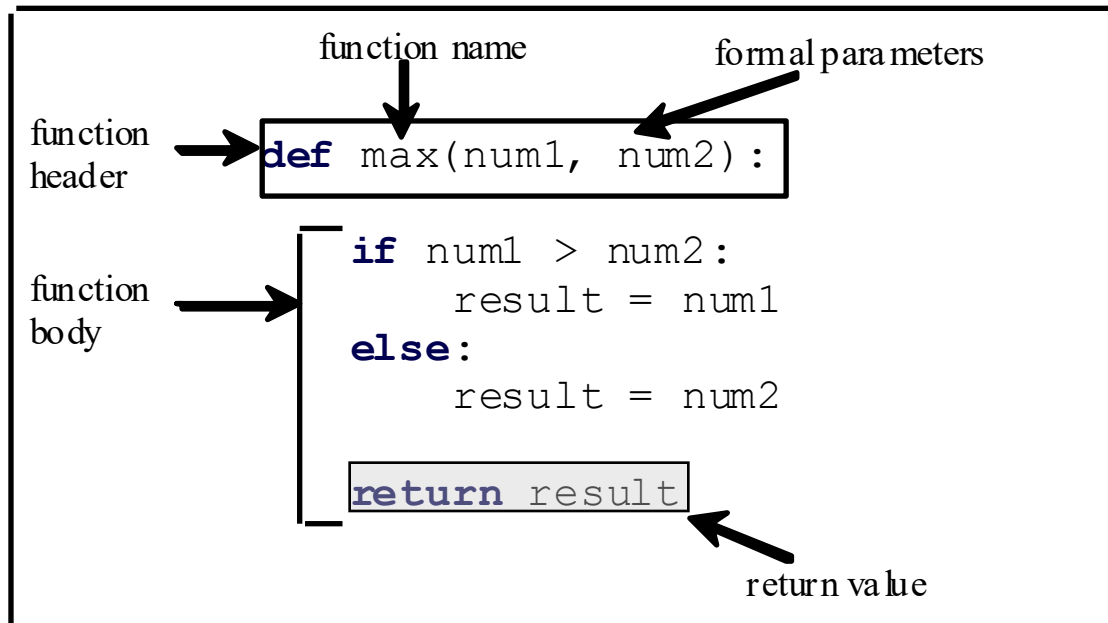 function name
formal parameters
function
header
def max(num1, num2):
function
body
if num1 > num2:
result = num1
else:
result = num2
return result
return value